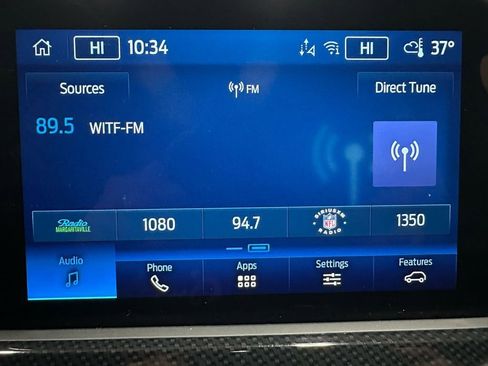 HI 10:34 HI 37°
Sources FM Direct Tune
89.5 WITF-FM
Radio MARGARITAVILLE 1080 94.7 SIRIUSXM NFL RADIO 1350
Audio Phone Apps Settings Features